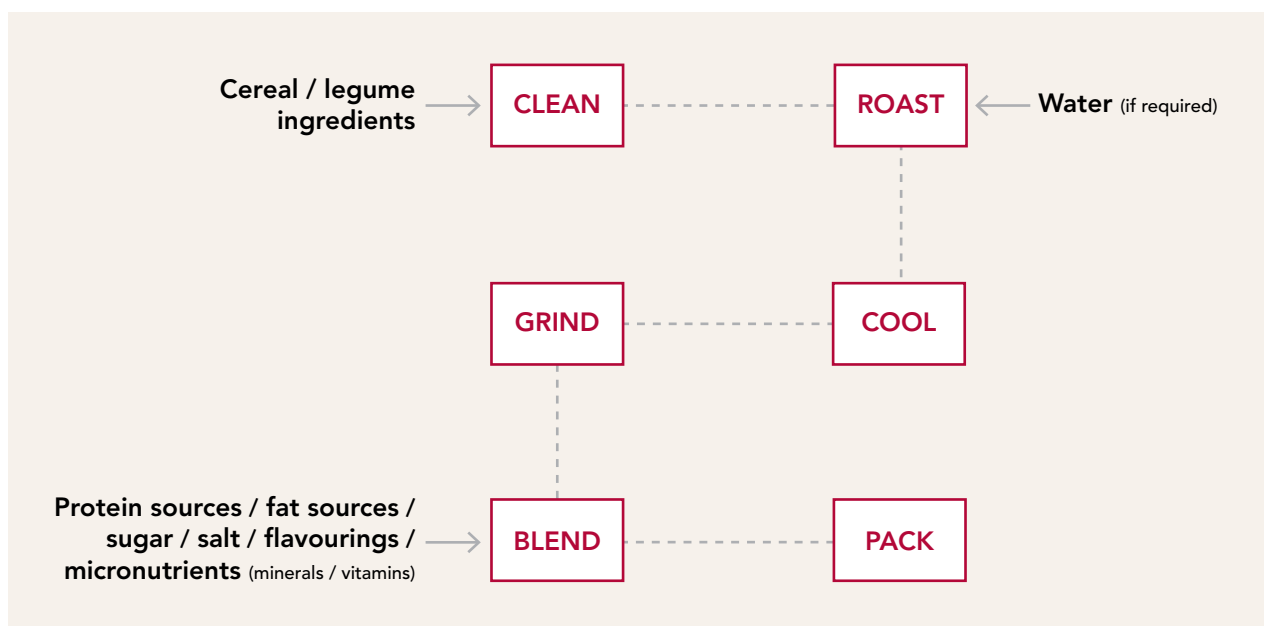 Cereal / legume
ingredients
CLEAN
ROAST
Water (if required)
GRIND
COOL
Protein sources / fat sources /
sugar / salt / flavourings /
micronutrients (minerals / vitamins)
BLEND
PACK